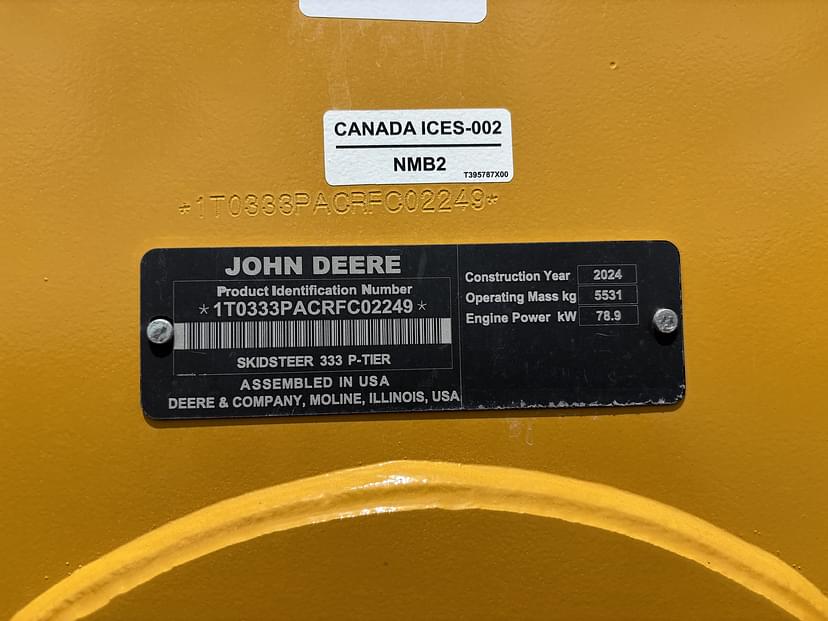 CANADA ICES-002
NMB2
T395787X00
*1T0333PACRFC02249*
JOHN DEERE
Product Identification Number
*1T0333PACRFC02249*
SKIDSTEER 333 P-TIER
ASSEMBLED IN USA
DEERE & COMPANY, MOLINE, ILLINOIS, USA
Construction Year 2024
Operating Mass kg 5531
Engine Power kW 78.9